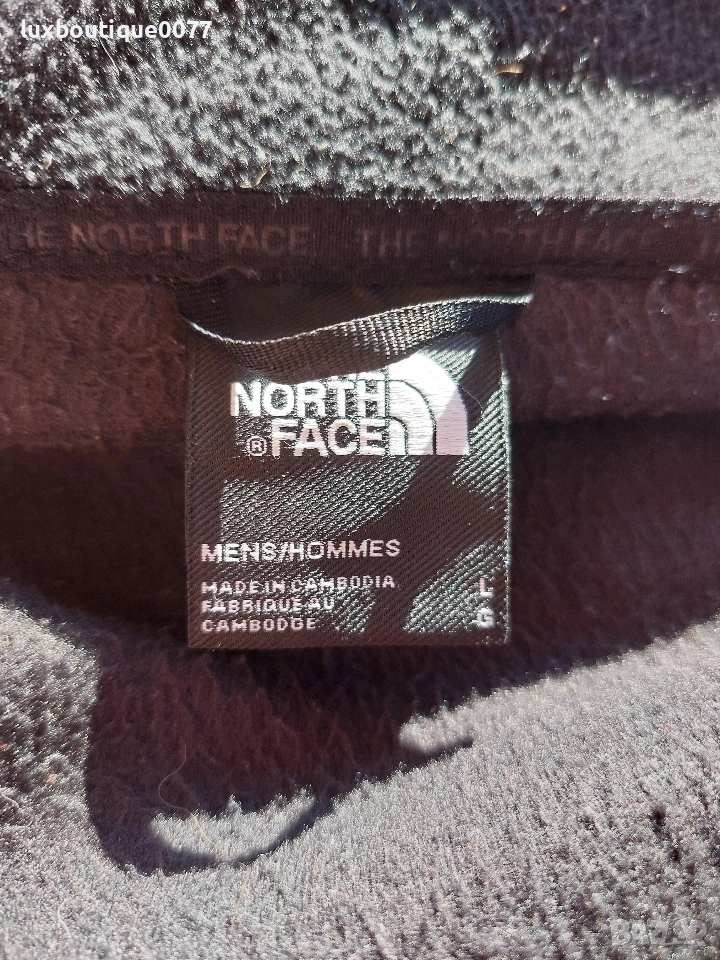 luxboutique0077
THE NORTH FACE THE NORTH FACE
NORTH
® FACE
MENS/HOMMES
MADE IN CAMBODIA
FABRIQUE AU
CAMBODGE
L
G